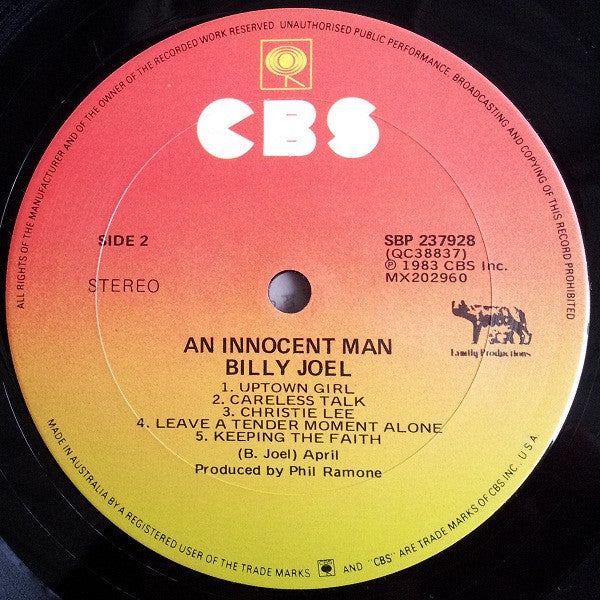 ALL RIGHTS OF THE MANUFACTURER AND OF THE OWNER OF THE RECORDED WORK RESERVED. UNAUTHORISED PUBLIC PERFORMANCE, BROADCASTING AND COPYING OF THIS RECORD PROHIBITED
CBS
SIDE 2
STEREO
SBP 237928
(QC38837)
℗ 1983 CBS Inc.
MX202960
Family Productions
AN INNOCENT MAN
BILLY JOEL
1. UPTOWN GIRL
2. CARELESS TALK
3. CHRISTIE LEE
4. LEAVE A TENDER MOMENT ALONE
5. KEEPING THE FAITH
(B. Joel) April
Produced by Phil Ramone
MADE IN AUSTRALIA BY A REGISTERED USER OF THE TRADE MARKS AND "CBS" ARE TRADE MARKS OF CBS INC., U S A